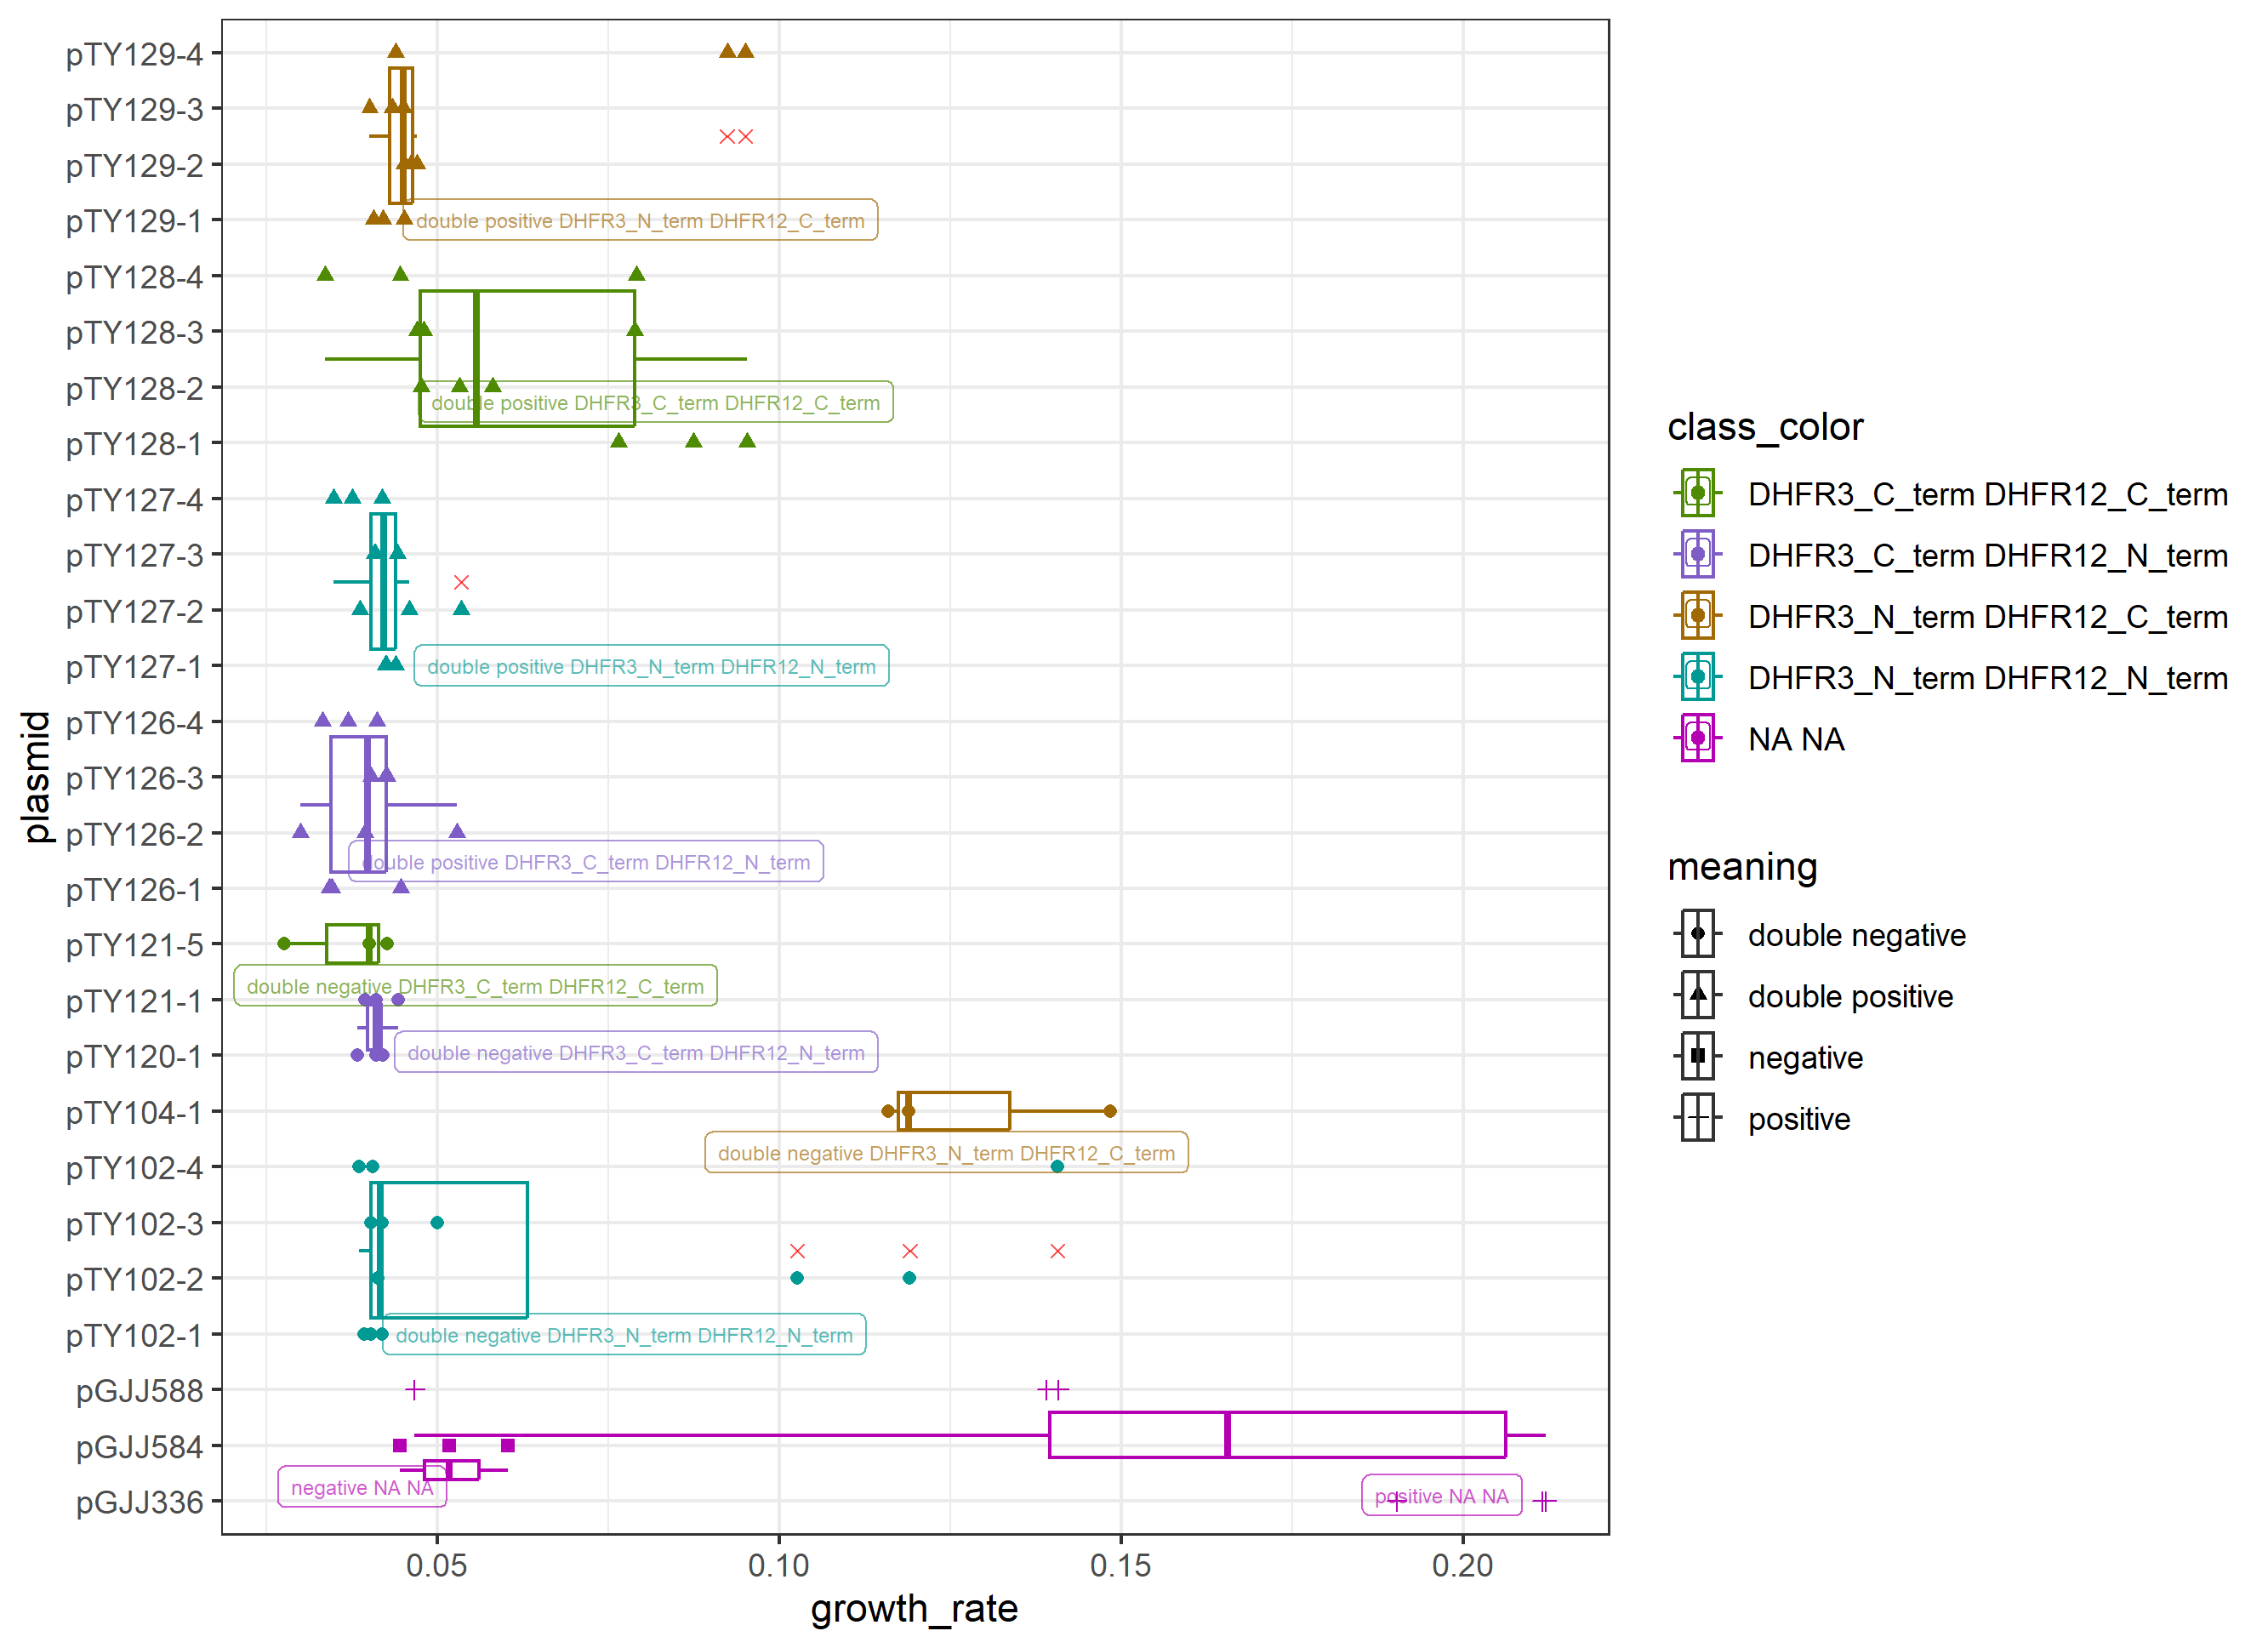 pTY129-4
pTY129-3
pTY129-2
pTY129-1
double positive DHFR3_N_term DHFR12_C_term
pTY128-4
pTY128-3
pTY128-2
double positive DHFR3_C_term DHFR12_C_term
pTY128-1
pTY127-4
pTY127-3
pTY127-2
pTY127-1
double positive DHFR3_N_term DHFR12_N_term
pTY126-4
pTY126-3
pTY126-2
double positive DHFR3_C_term DHFR12_N_term
pTY126-1
pTY121-5
double negative DHFR3_C_term DHFR12_C_term
pTY121-1
pTY120-1
double negative DHFR3_C_term DHFR12_N_term
pTY104-1
double negative DHFR3_N_term DHFR12_C_term
pTY102-4
pTY102-3
pTY102-2
pTY102-1
double negative DHFR3_N_term DHFR12_N_term
pGJJ588
pGJJ584
negative NA NA
positive NA NA
pGJJ336
plasmid
0.05
0.10
0.15
0.20
growth_rate
class_color
DHFR3_C_term DHFR12_C_term
DHFR3_C_term DHFR12_N_term
DHFR3_N_term DHFR12_C_term
DHFR3_N_term DHFR12_N_term
NA NA
meaning
double negative
double positive
negative
positive